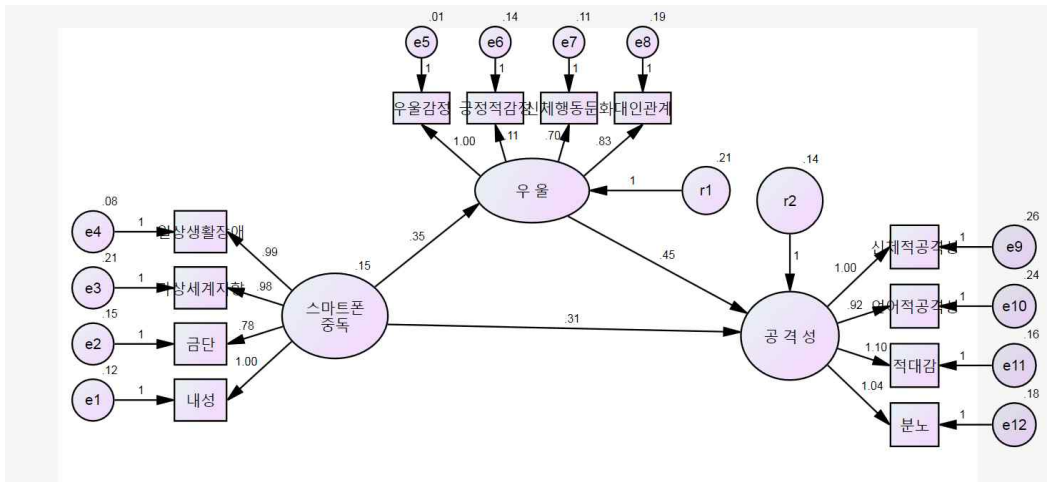 .01
.14
.11
.19
e5
e6
e7
e8
1
1
1
1
우울감정
긍정적감정
신체행동둔화
대인관계
1.00
.11
.70
.83
.21
.14
우 울
1
r1
r2
.08
e4
1
일상생활장애
.99
.35
.45
1
.26
신체적공격성
1
e9
.21
e3
1
가상세계지향
.98
.15
스마트폰
중독
1.00
.24
언어적공격성
1
e10
.92
.15
e2
1
금단
.78
.31
공 격 성
1.10
.16
적대감
1
e11
.12
e1
1
내성
1.00
1.04
.18
분노
1
e12